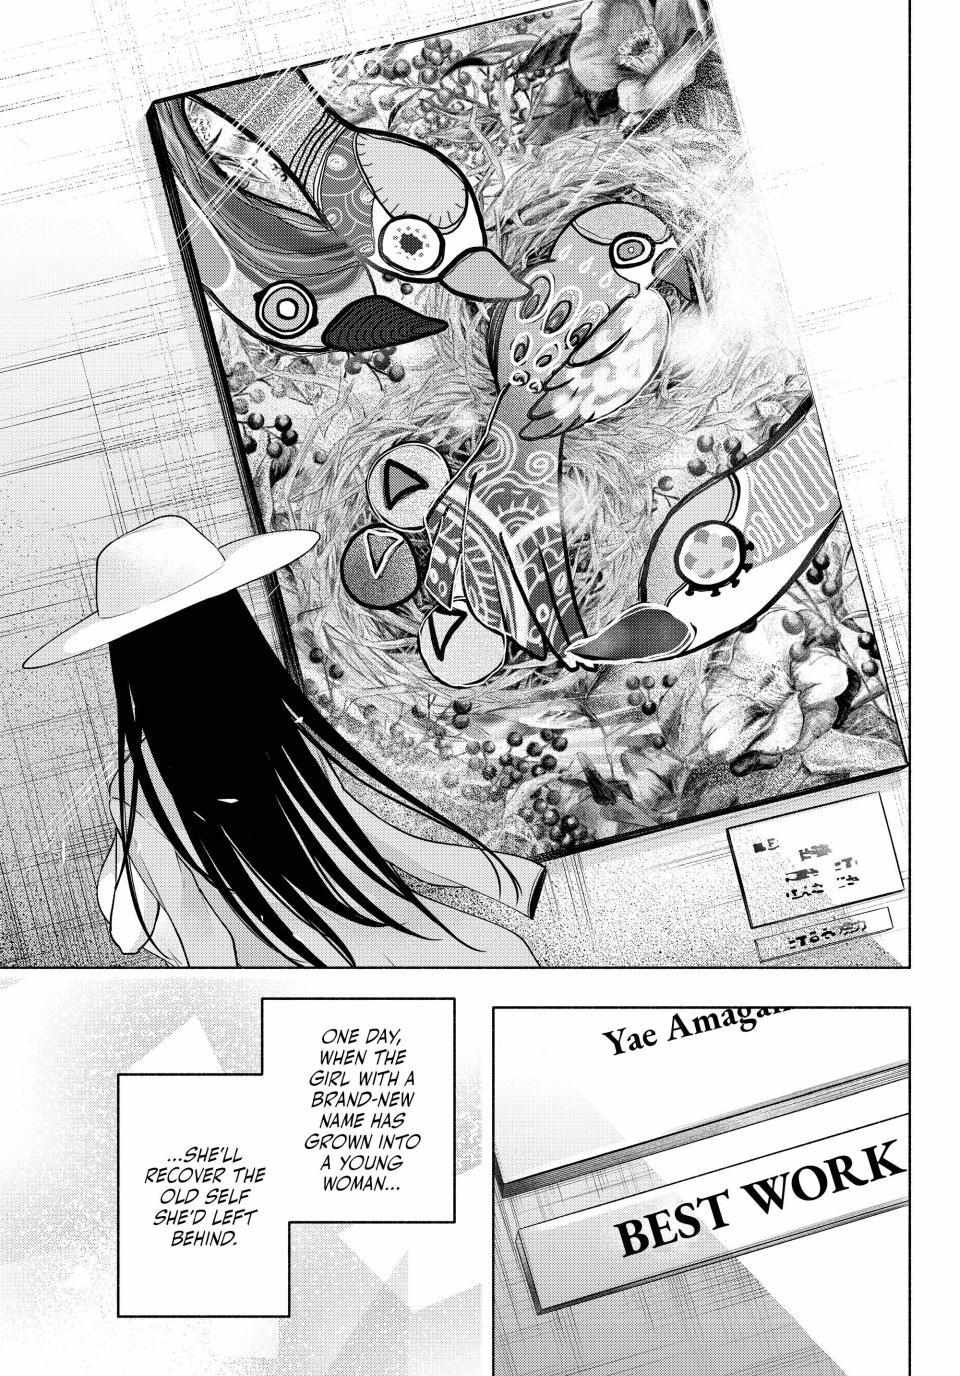 ONE DAY,
WHEN THE
GIRL WITH A
BRAND-NEW
NAME HAS
GROWN INTO
A YOUNG
WOMAN...
...SHE'LL
RECOVER THE
OLD SELF
SHE'D LEFT
BEHIND.
Yae
BEST WORK